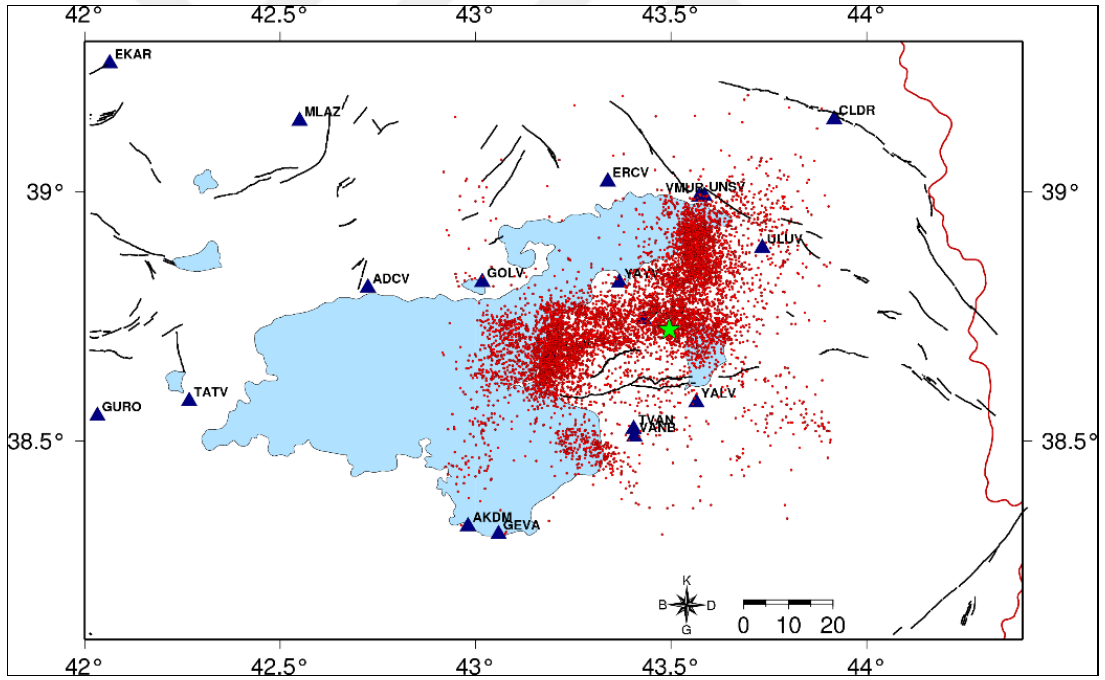 42° 42.5° 43° 43.5° 44°
EKAR
MLAZ
CLDR
ERCV
VMUR UNSV
39° 39°
ULUV
GOLV YAYV
ADCV
TATV YALV
GURO
TVAN
38.5° 38.5°
VANB
AKDM
GEVA
K
B D
G
0 10 20
42° 42.5° 43° 43.5° 44°